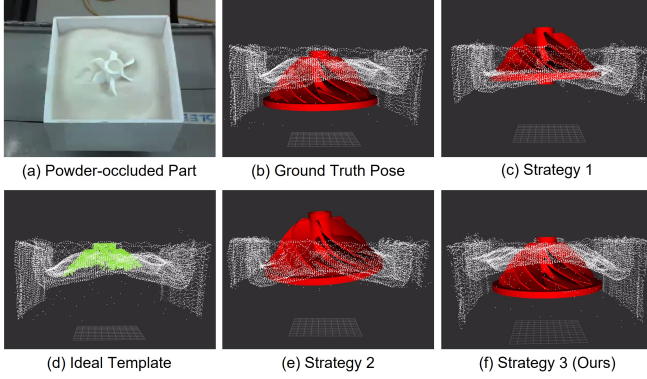 (a) Powder-occluded Part
(b) Ground Truth Pose
(c) Strategy 1
(d) Ideal Template
(e) Strategy 2
(f) Strategy 3 (Ours)